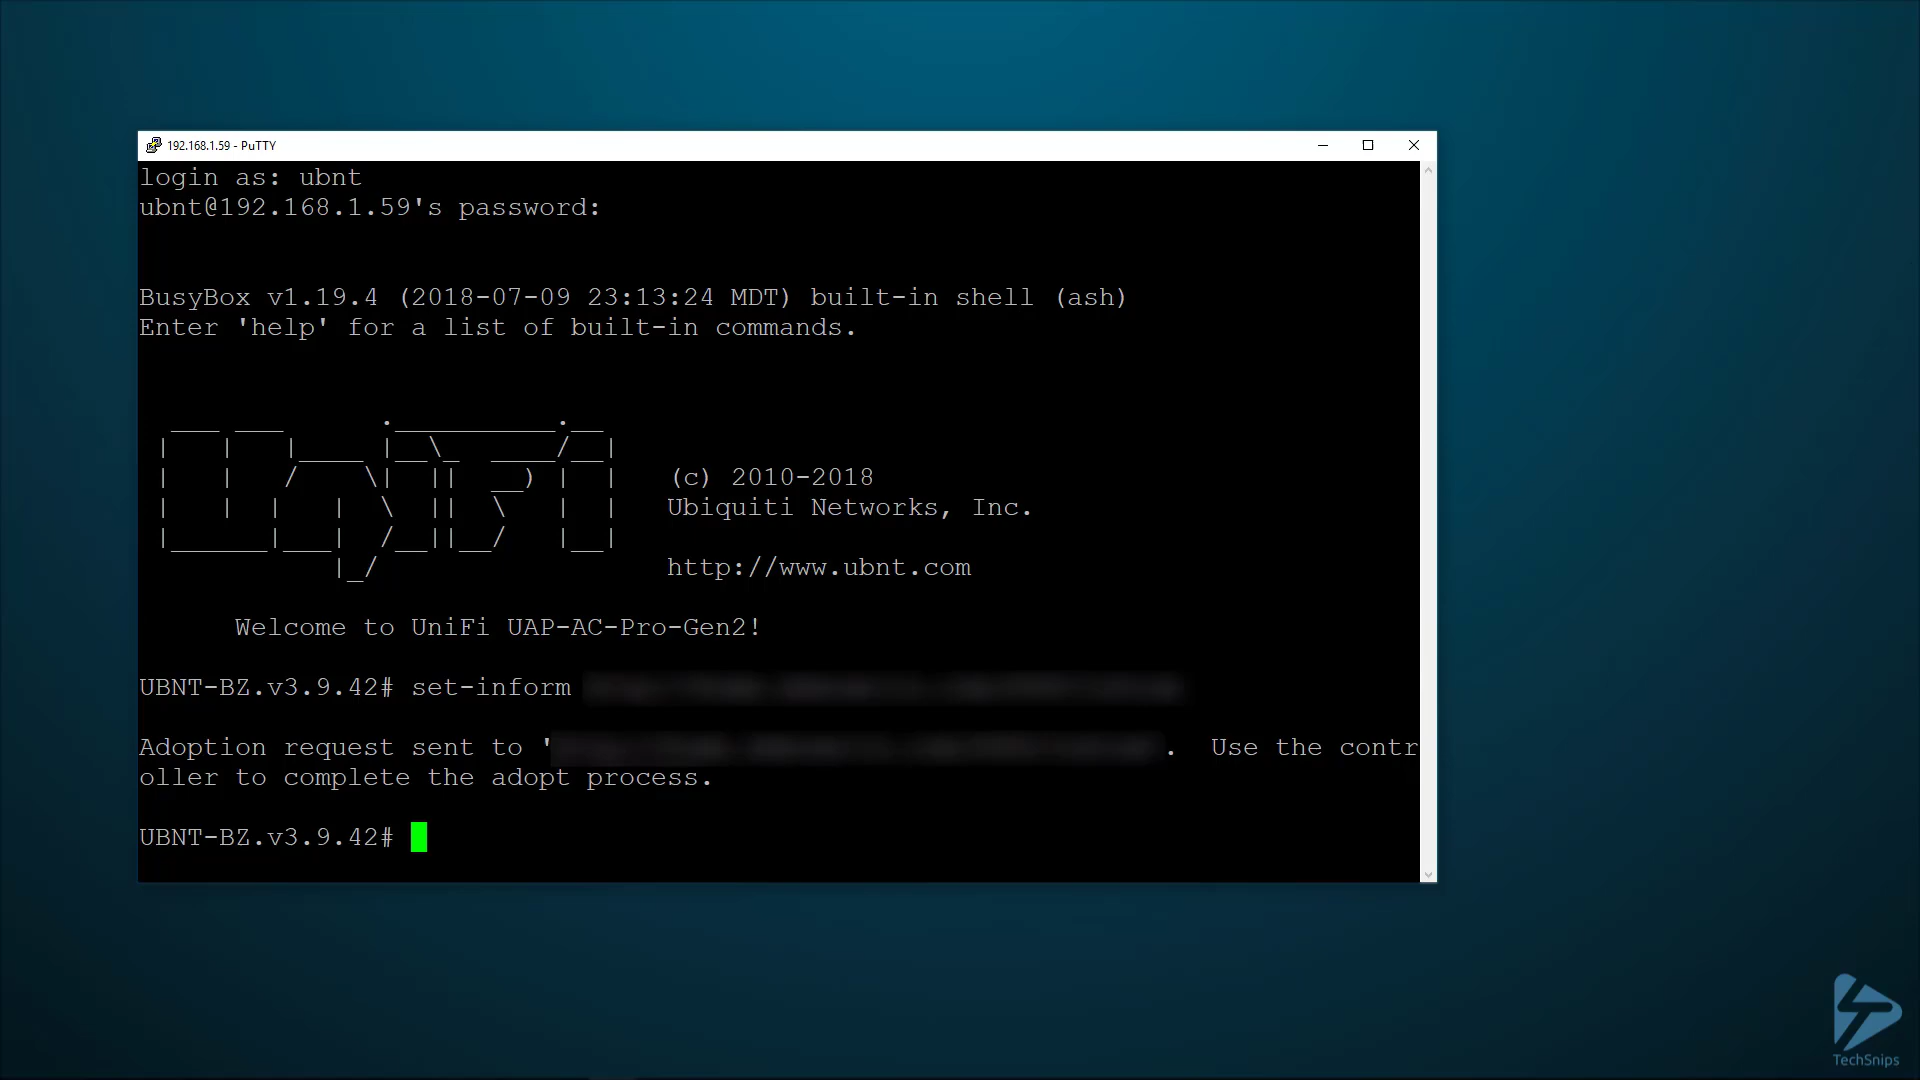 192.168.1.59 - PuTTY
login as: ubnt
ubnt@192.168.1.59's password:
BusyBox v1.19.4 (2018-07-09 23:13:24 MDT) built-in shell (ash)
Enter 'help' for a list of built-in commands.
UniFi
(c) 2010-2018
Ubiquiti Networks, Inc.
http://www.ubnt.com
Welcome to UniFi UAP-AC-Pro-Gen2!
UBNT-BZ.v3.9.42# set-inform
Adoption request sent to '. Use the contr
oller to complete the adopt process.
UBNT-BZ.v3.9.42#
TechSnips